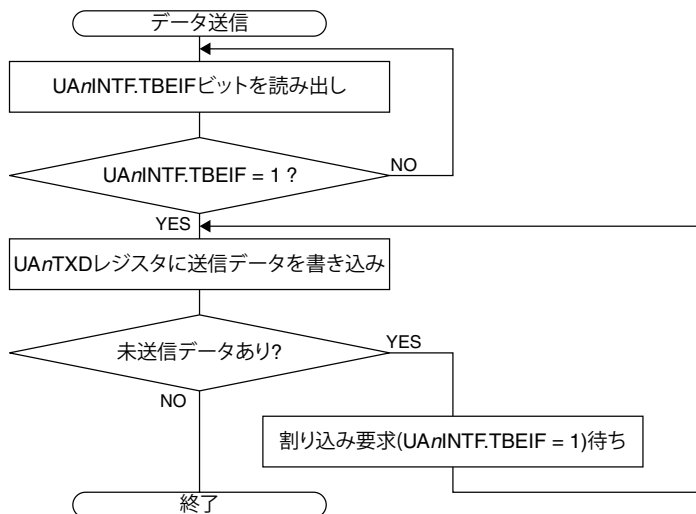 データ送信
UAnINTF.TBEIFビットを読み出し
UAnINTF.TBEIF = 1 ?
NO
YES
UAnTXDレジスタに送信データを書き込み
未送信データあり?
YES
NO
割り込み要求(UAnINTF.TBEIF = 1)待ち
終了